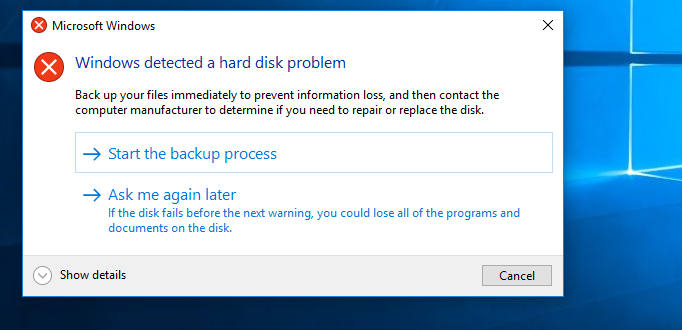 Microsoft Windows
Windows detected a hard disk problem
Back up your files immediately to prevent information loss, and then contact the
computer manufacturer to determine if you need to repair or replace the disk.
Start the backup process
Ask me again later
If the disk fails before the next warning, you could lose all of the programs and
documents on the disk.
Show details
Cancel